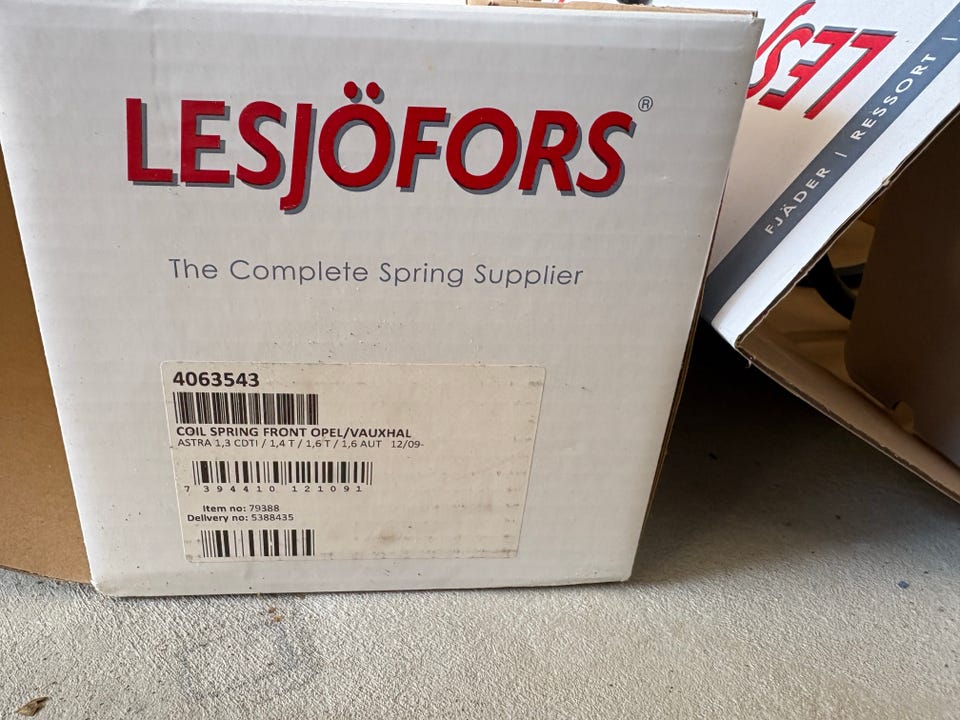 LESJÖFORS®
The Complete Spring Supplier
4063543
COIL SPRING FRONT OPEL/VAUXHAL
ASTRA 1,3 CDTI / 1,4 T / 1,6 T / 1,6 AUT 12/09-
7 394410 121091
Item no: 79388
Delivery no: 5388435
LESJ
FJÄDER | RESSORT |